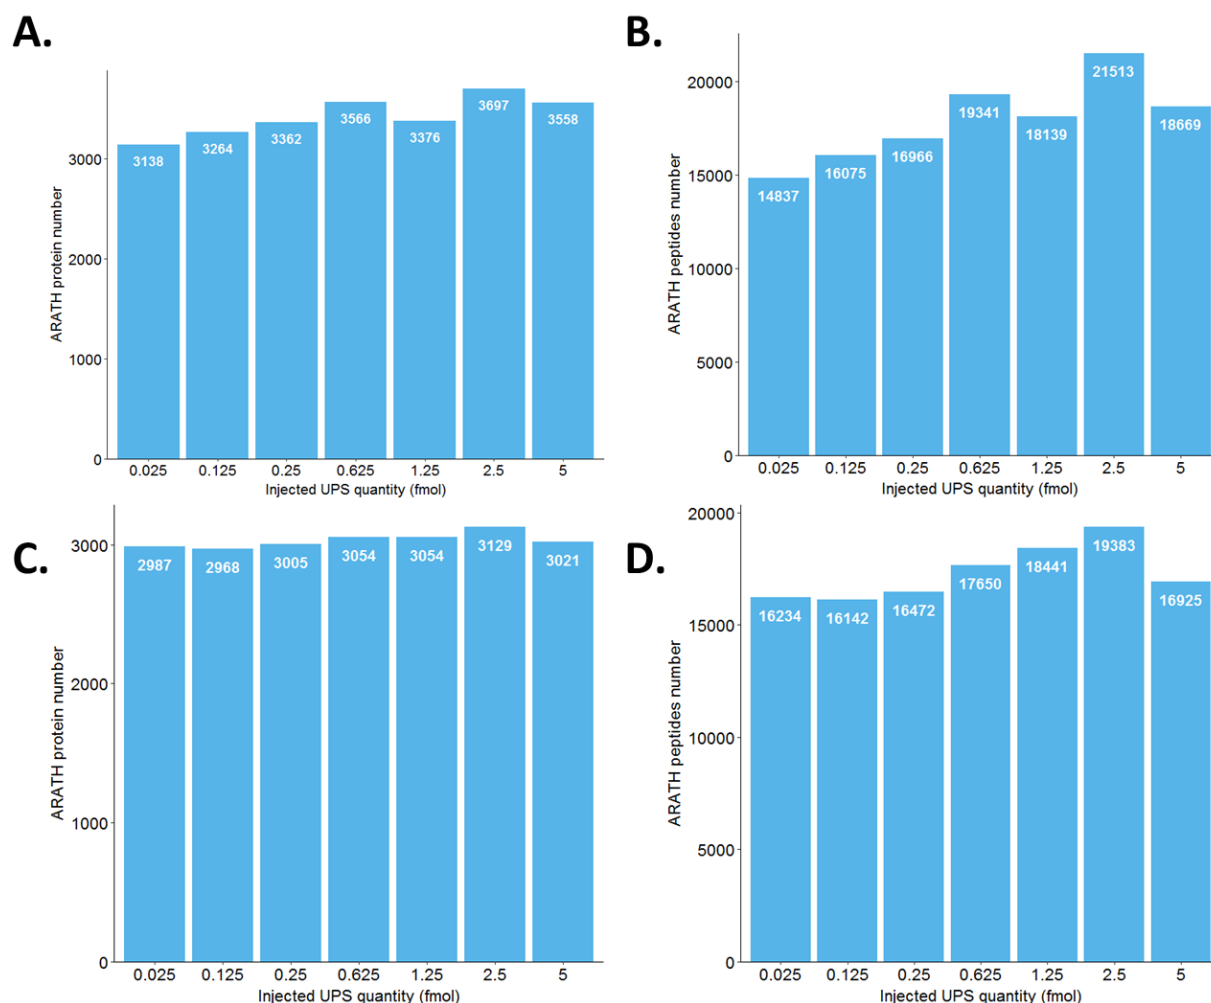 A.
ARATH protein number
3000
2000
1000
0
3138
3264
3362
3566
3376
3697
3558
0.025 0.125 0.25 0.625 1.25 2.5 5
Injected UPS quantity (fmol)
B.
ARATH peptides number
20000
15000
10000
5000
0
14837
16075
16966
19341
18139
21513
18669
0.025 0.125 0.25 0.625 1.25 2.5 5
Injected UPS quantity (fmol)
C.
ARATH protein number
3000
2000
1000
0
2987
2968
3005
3054
3054
3129
3021
0.025 0.125 0.25 0.625 1.25 2.5 5
Injected UPS quantity (fmol)
D.
ARATH peptides number
20000
15000
10000
5000
0
16234
16142
16472
17650
18441
19383
16925
0.025 0.125 0.25 0.625 1.25 2.5 5
Injected UPS quantity (fmol)